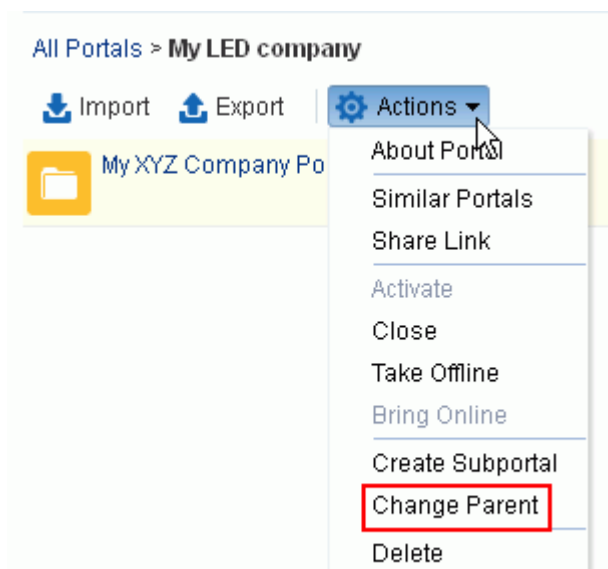 All Portals > My LED company
Import Export Actions
About Portal
My XYZ Company Po
Similar Portals
Share Link
Activate
Close
Take Offline
Bring Online
Create Subportal
Change Parent
Delete